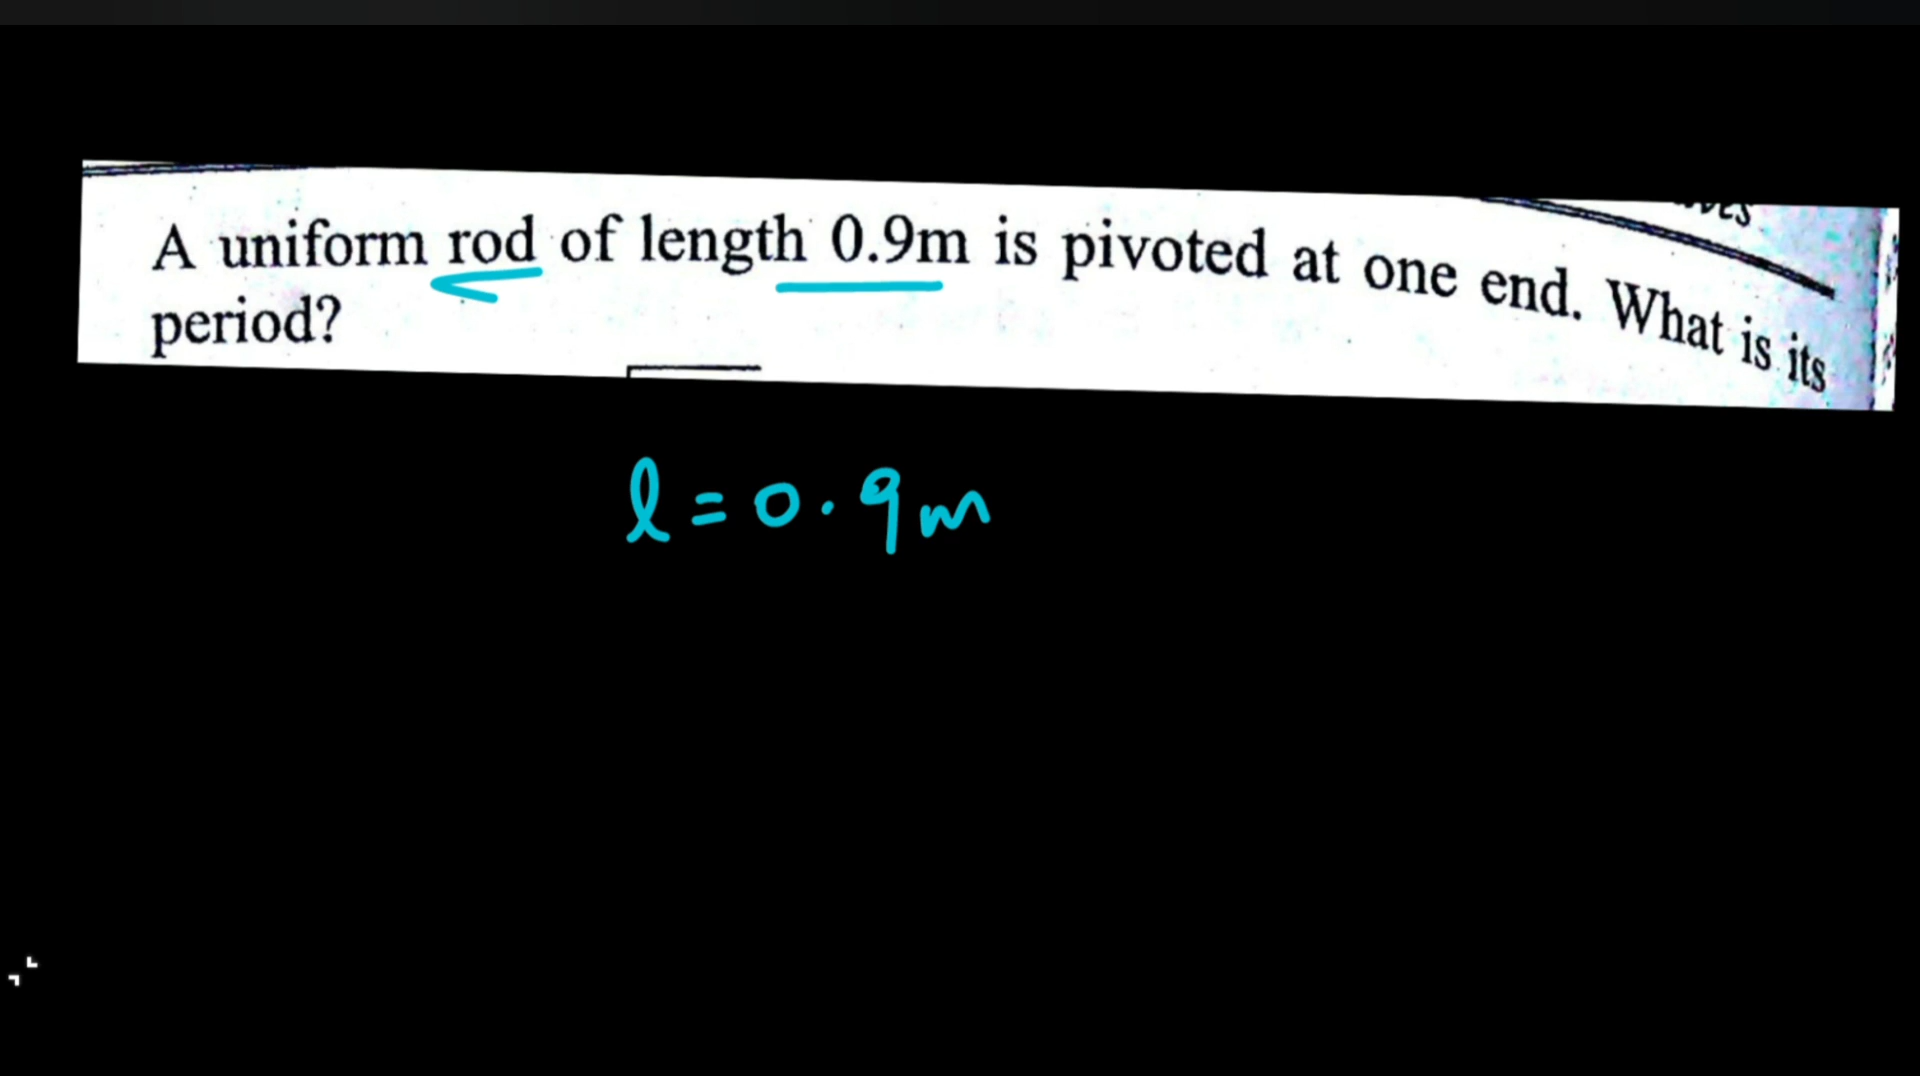 A uniform rod of length 0.9m is pivoted at one end. What is its
period?
l = 0.9m